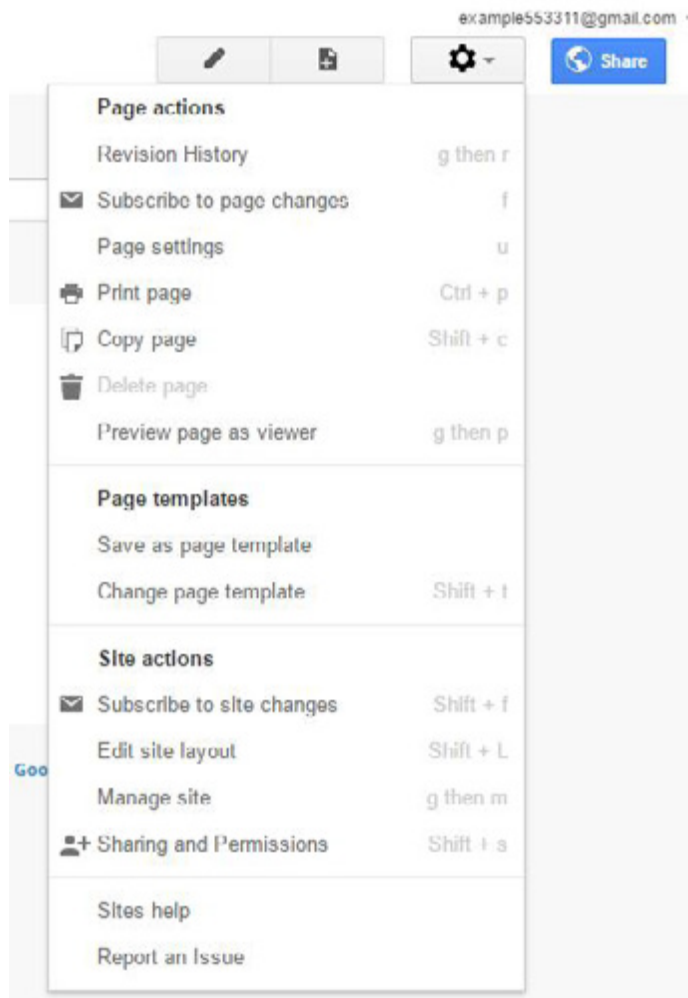 example553311@gmail.com
Share
Page actions
Revision History g then r
Subscribe to page changes f
Page settings u
Print page Ctrl + p
Copy page Shift + c
Delete page
Preview page as viewer g then p
Page templates
Save as page template
Change page template Shift + t
Site actions
Subscribe to site changes Shift + f
Edit site layout Shift + L
Goo
Manage site g then m
Sharing and Permissions Shift + s
Sites help
Report an Issue